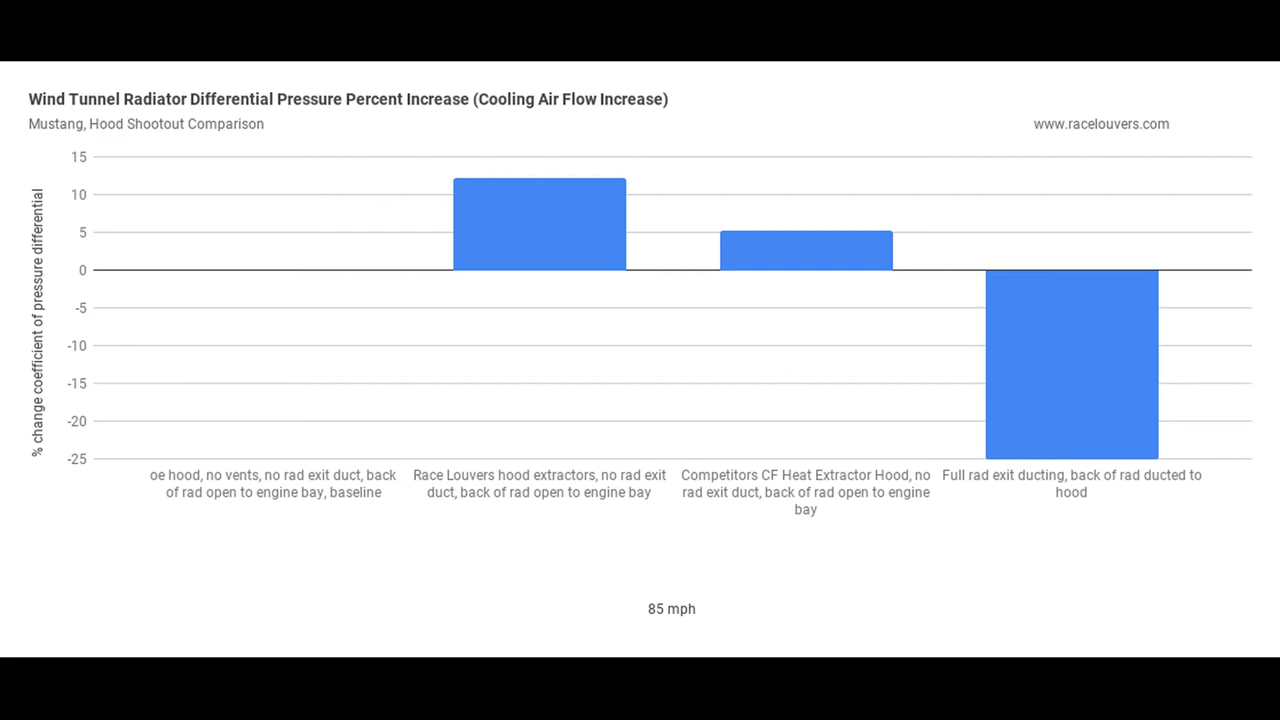 Wind Tunnel Radiator Differential Pressure Percent Increase (Cooling Air Flow Increase)
Mustang, Hood Shootout Comparison
www.racelouvers.com
% change coefficient of pressure differential
15
10
5
0
-5
-10
-15
-20
-25
oe hood, no vents, no rad exit duct, back
of rad open to engine bay, baseline
Race Louvers hood extractors, no rad exit
duct, back of rad open to engine bay
Competitors CF Heat Extractor Hood, no
rad exit duct, back of rad open to engine
bay
Full rad exit ducting, back of rad ducted to
hood
85 mph